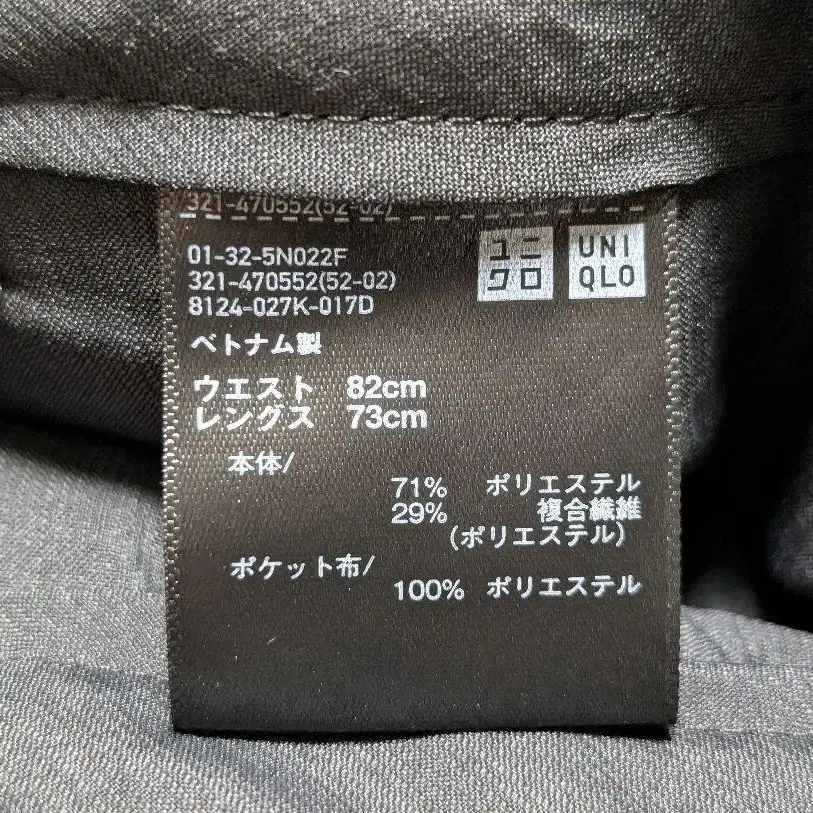 321-470552(52-02)
ユニ
クロ
UNI
QLO
01-32-5N022F
321-470552(52-02)
8124-027K-017D
ベトナム製
ウエスト 82cm
レングス 73cm
本体/
71% ポリエステル
29% 複合繊維
(ポリエステル)
ポケット布/
100% ポリエステル